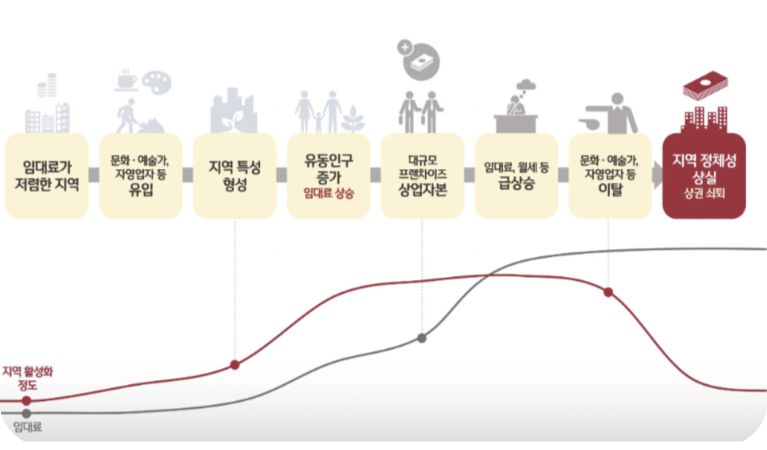 임대료가
저렴한 지역
문화·예술가,
자영업자 등
유입
지역 특성
형성
유동인구
증가
임대료 상승
대규모
프랜차이즈
상업자본
임대료, 월세 등
급상승
문화·예술가,
자영업자 등
이탈
지역 정체성
상실
상권 쇠퇴
지역 활성화
정도
임대료